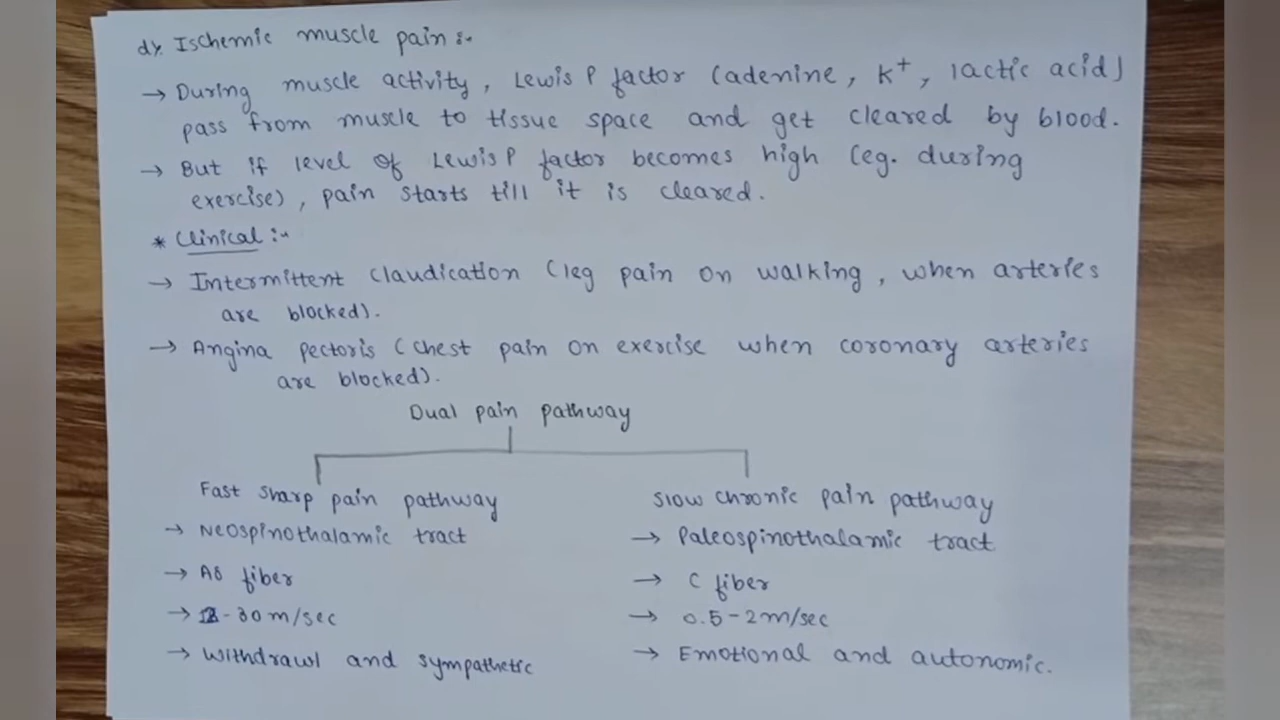 d). Ischemic muscle pain :-
→ During muscle activity, Lewis P factor (adenine, K⁺, lactic acid)
pass from muscle to tissue space and get cleared by blood.
→ But if level of Lewis P factor becomes high (eg. during
exercise), pain starts till it is cleared.
* Clinical :-
→ Intermittent claudication (leg pain on walking, when arteries
are blocked).
→ Angina pectoris (chest pain on exercise when coronary arteries
are blocked).
Dual pain pathway
Fast sharp pain pathway
→ Neospinothalamic tract
→ Aδ fiber
→ 12-30m/sec
→ Withdrawl and sympathetic
Slow chronic pain pathway
→ Paleospinothalamic tract
→ C fiber
→ 0.5-2m/sec
→ Emotional and autonomic.